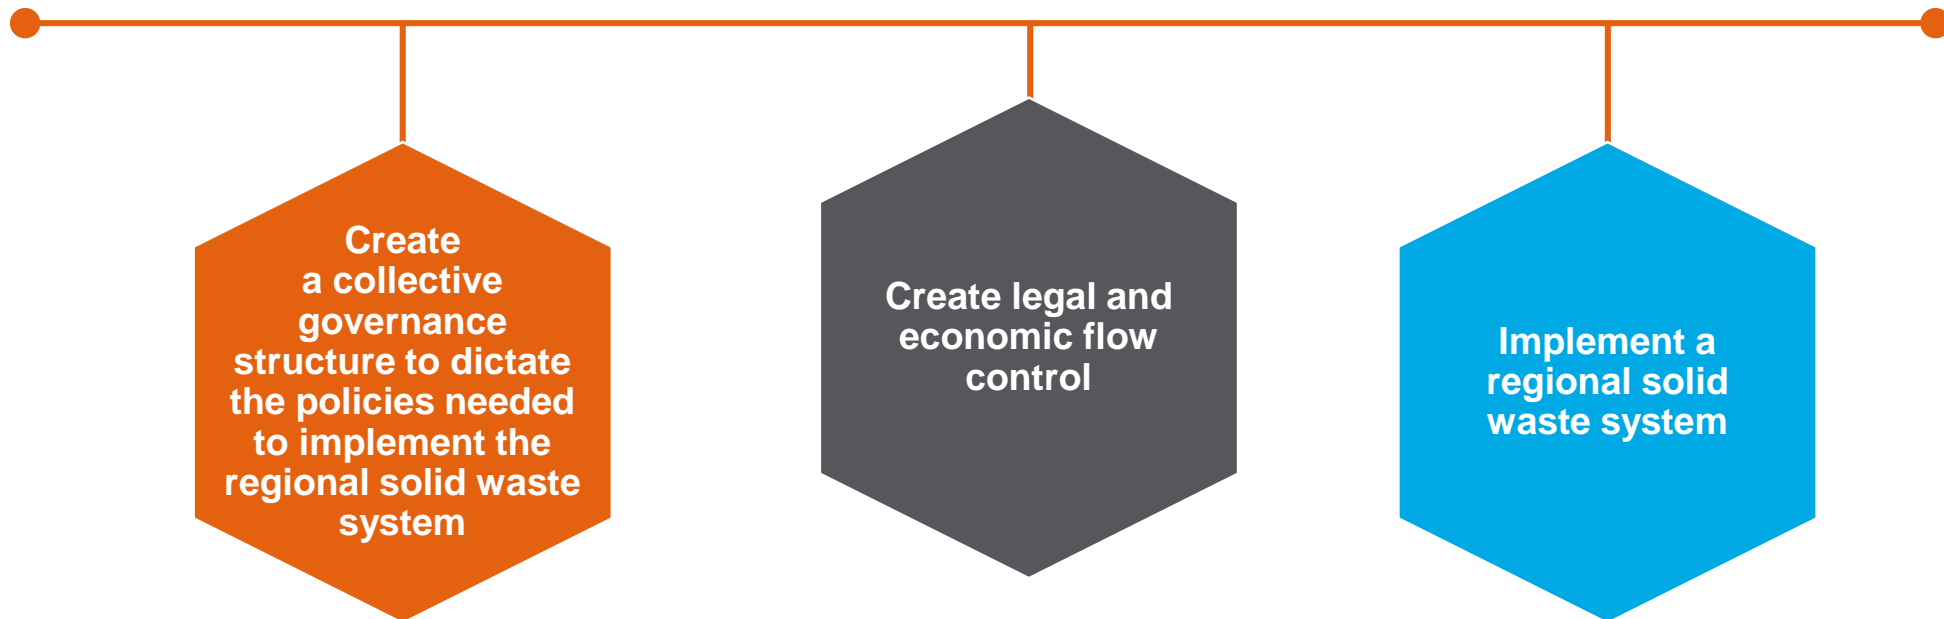 Create
a collective
governance
structure to dictate
the policies needed
to implement the
regional solid waste
system
Create legal and
economic flow
control
Implement a
regional solid
waste system